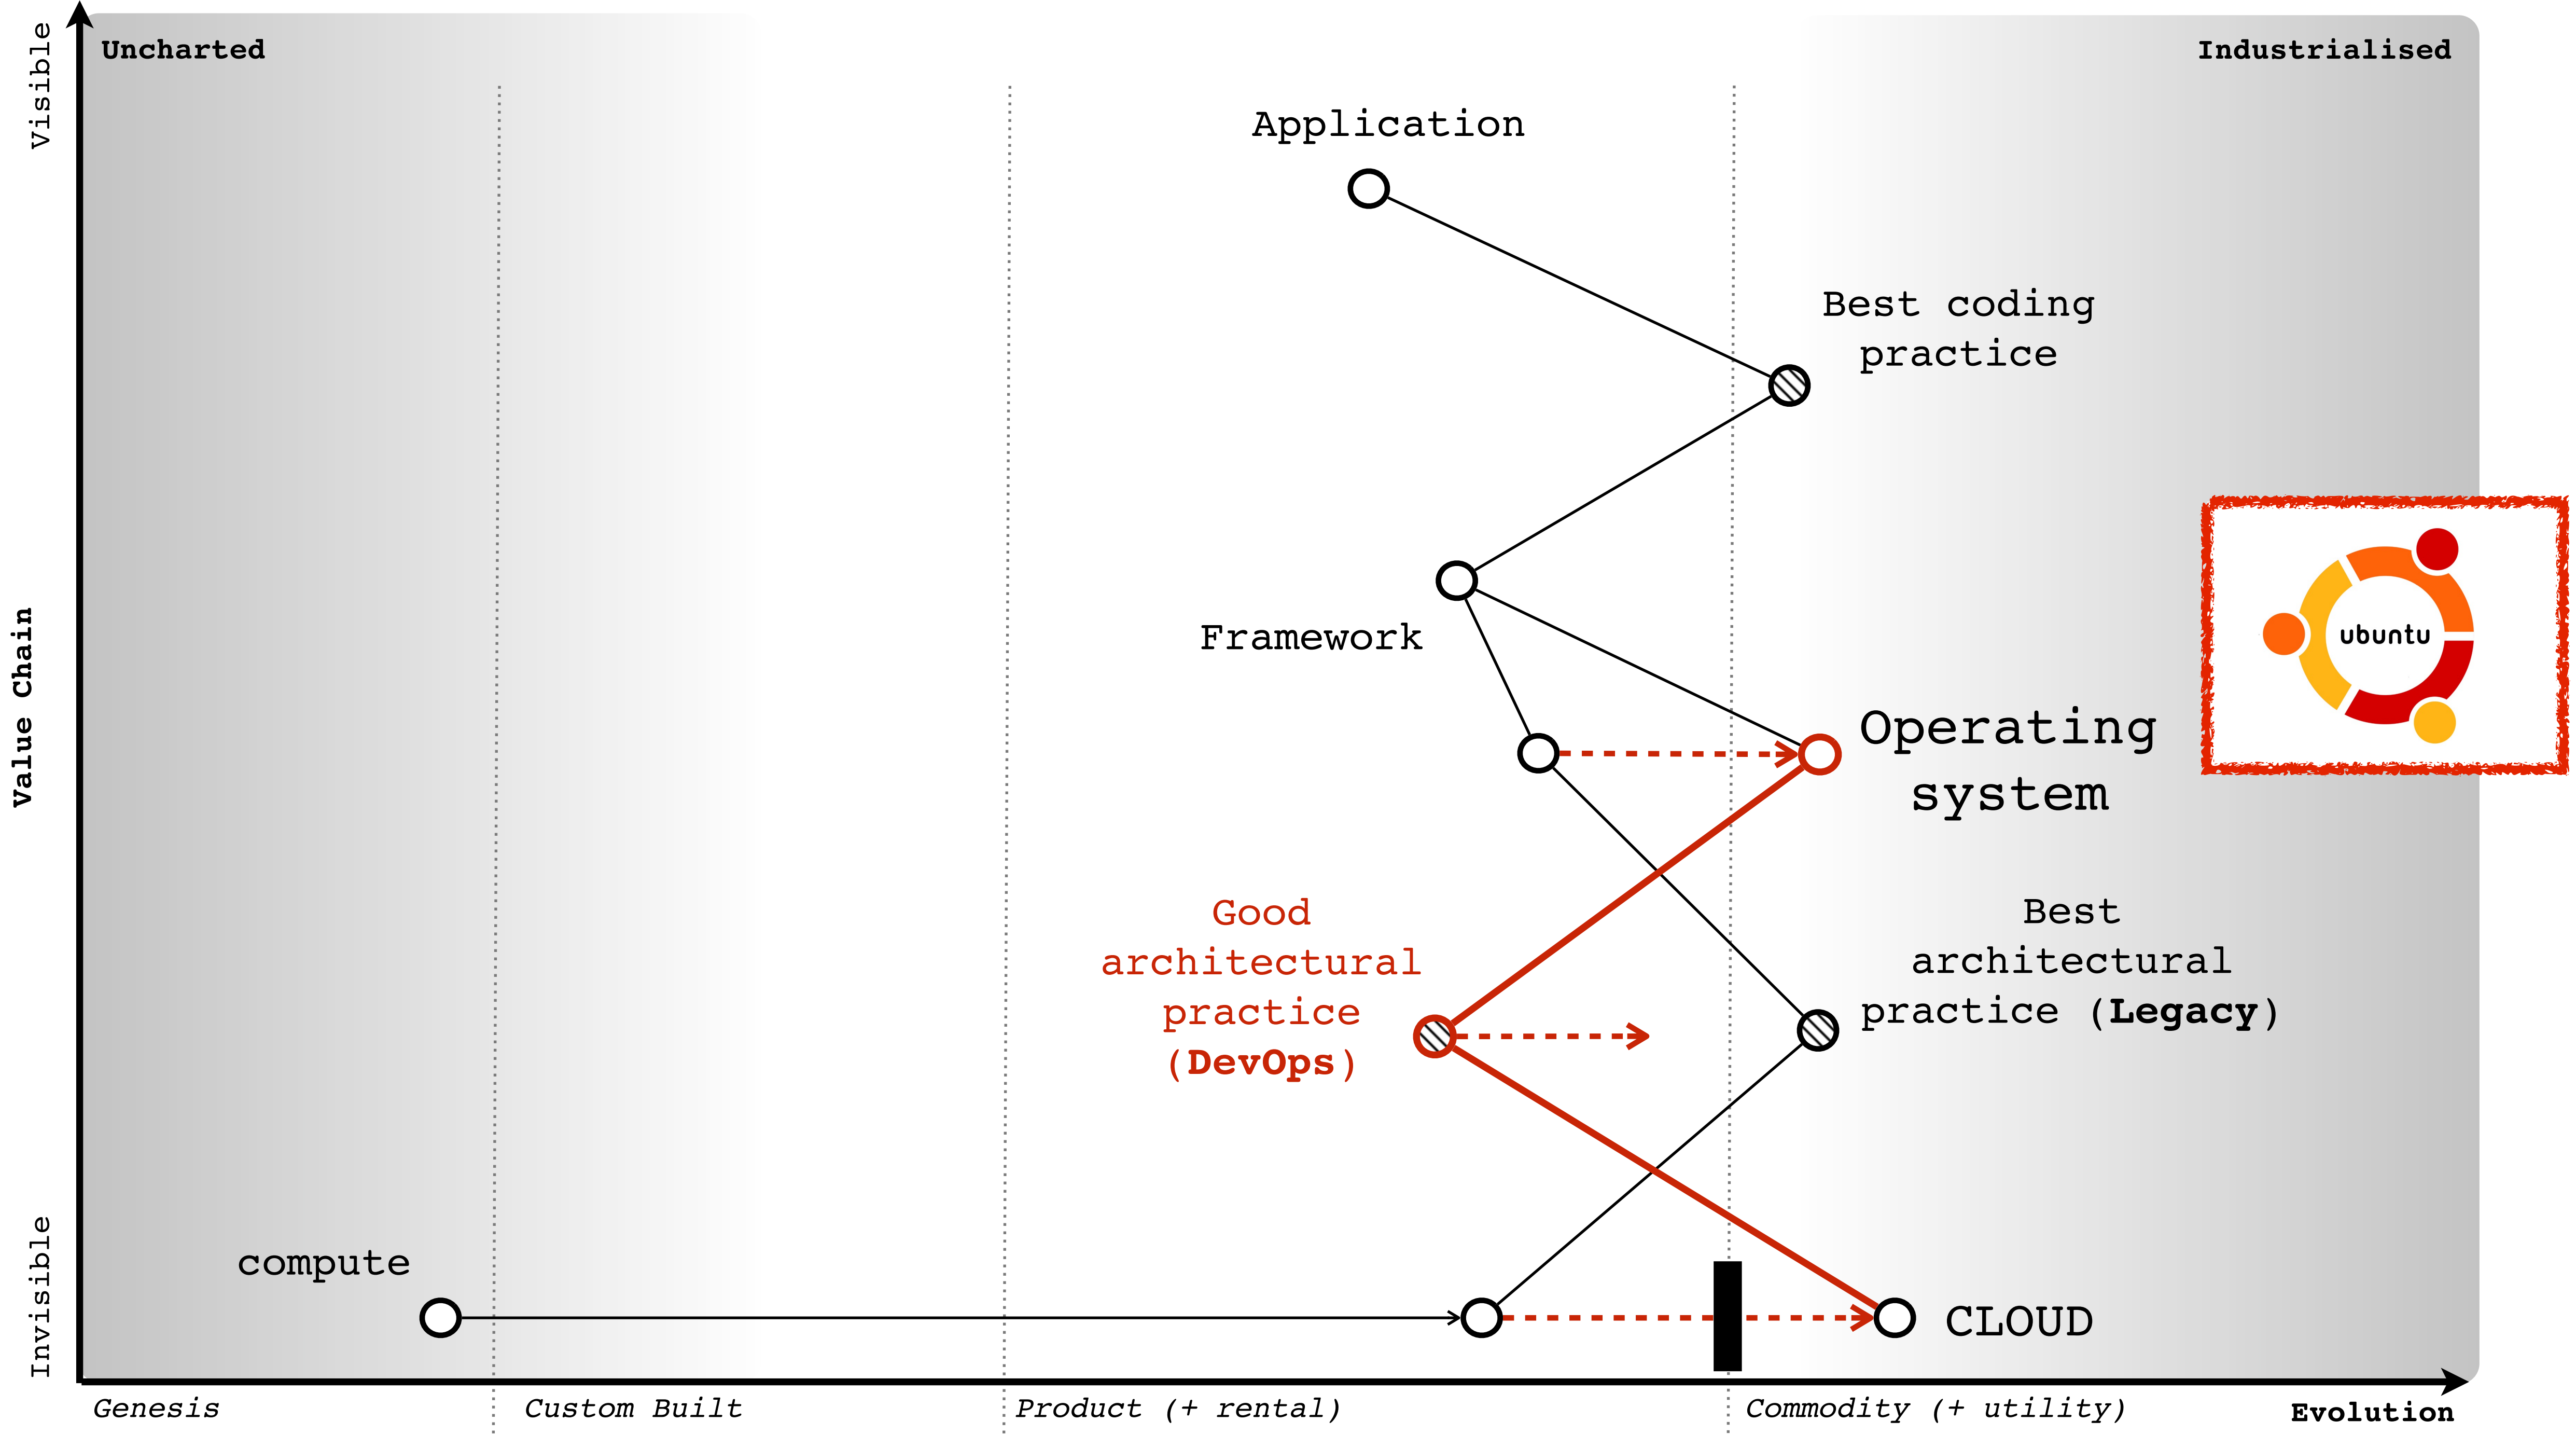 Visible
Uncharted
Industrialised
Application
Best coding
practice
ubuntu
Framework
Value Chain
Operating
system
Good
architectural
practice
(DevOps)
Best
architectural
practice (Legacy)
Invisible
compute
CLOUD
Genesis
Custom Built
Product (+ rental)
Commodity (+ utility)
Evolution